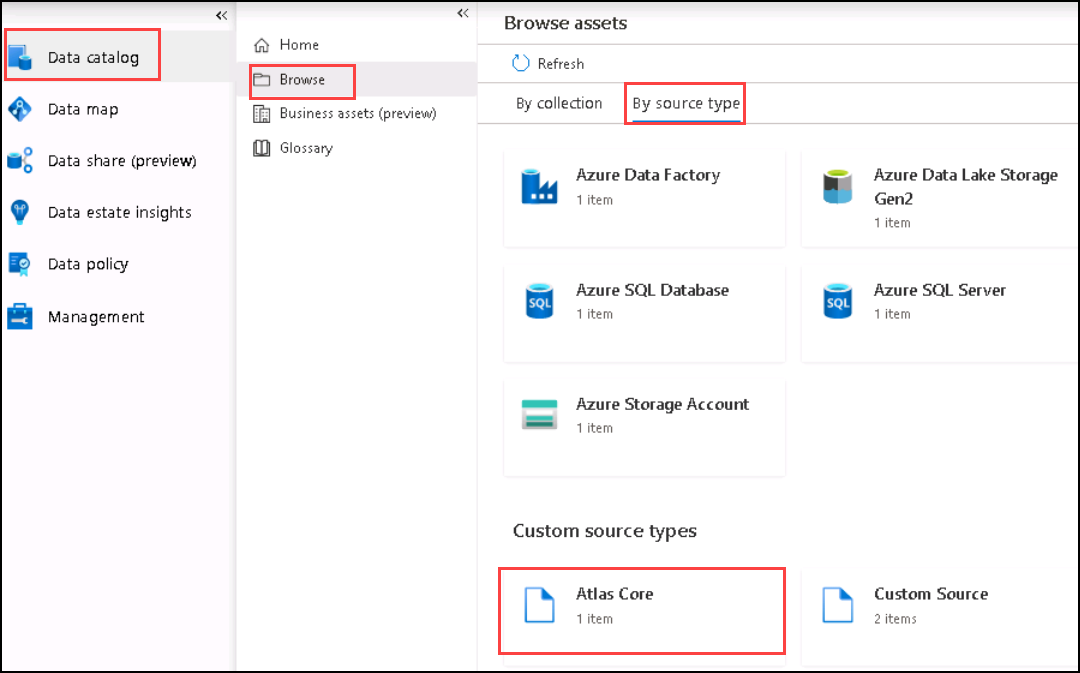 Data catalog
Data map
Data share (preview)
Data estate insights
Data policy
Management
Home
Browse
Business assets (preview)
Glossary
Browse assets
Refresh
By collection By source type
Azure Data Factory
1 item
Azure Data Lake Storage
Gen2
1 item
SQL
Azure SQL Database
1 item
SQL
Azure SQL Server
1 item
Azure Storage Account
1 item
Custom source types
Atlas Core
1 item
Custom Source
2 items